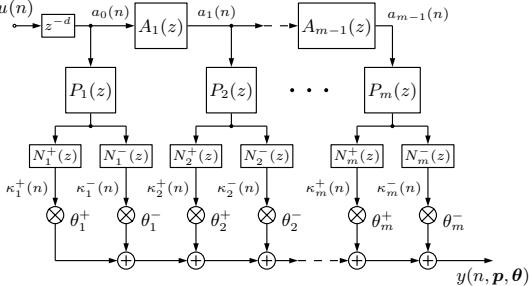 u(n) z^{-d} a_0(n) A_1(z) a_1(n) A_{m-1}(z) a_{m-1}(n)
P_1(z) P_2(z) · · · P_m(z)
N_1^+(z) N_1^-(z) N_2^+(z) N_2^-(z) N_m^+(z) N_m^-(z)
κ_1^+(n) κ_1^-(n) κ_2^+(n) κ_2^-(n) κ_m^+(n) κ_m^-(n)
θ_1^+ θ_1^- θ_2^+ θ_2^- θ_m^+ θ_m^-
y(n, p, θ)